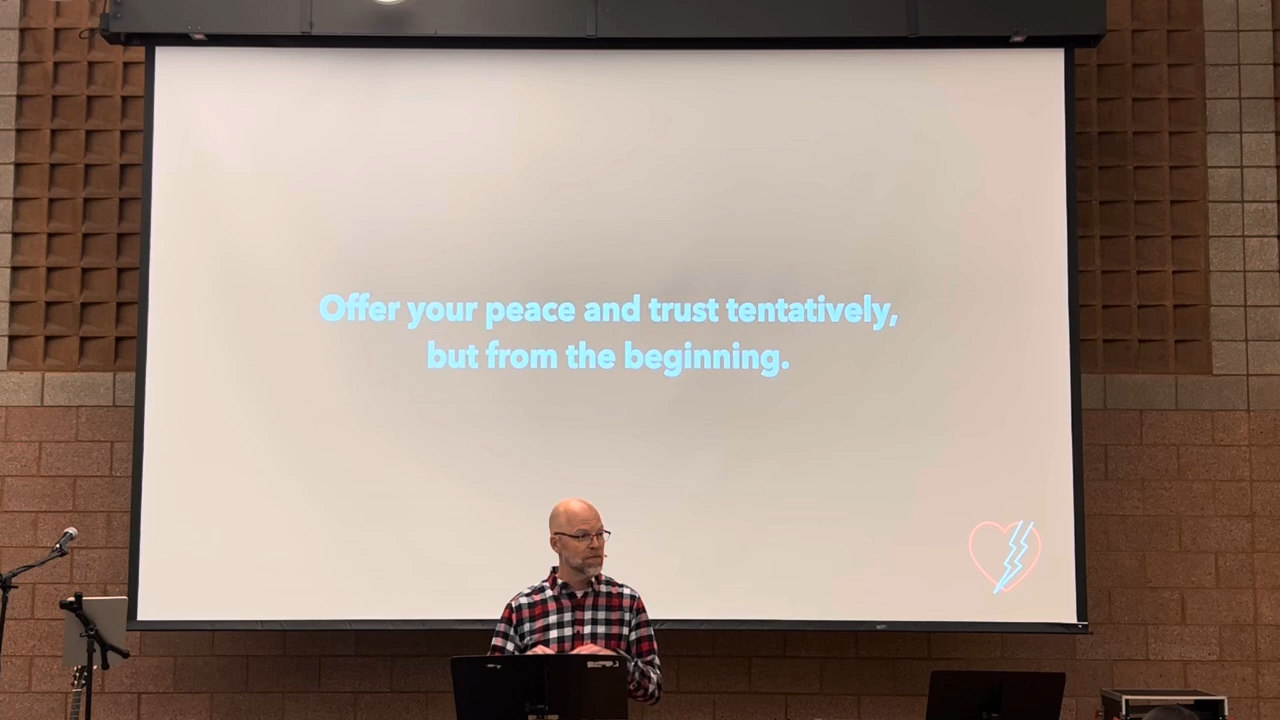 Offer your peace and trust tentatively,
but from the beginning.